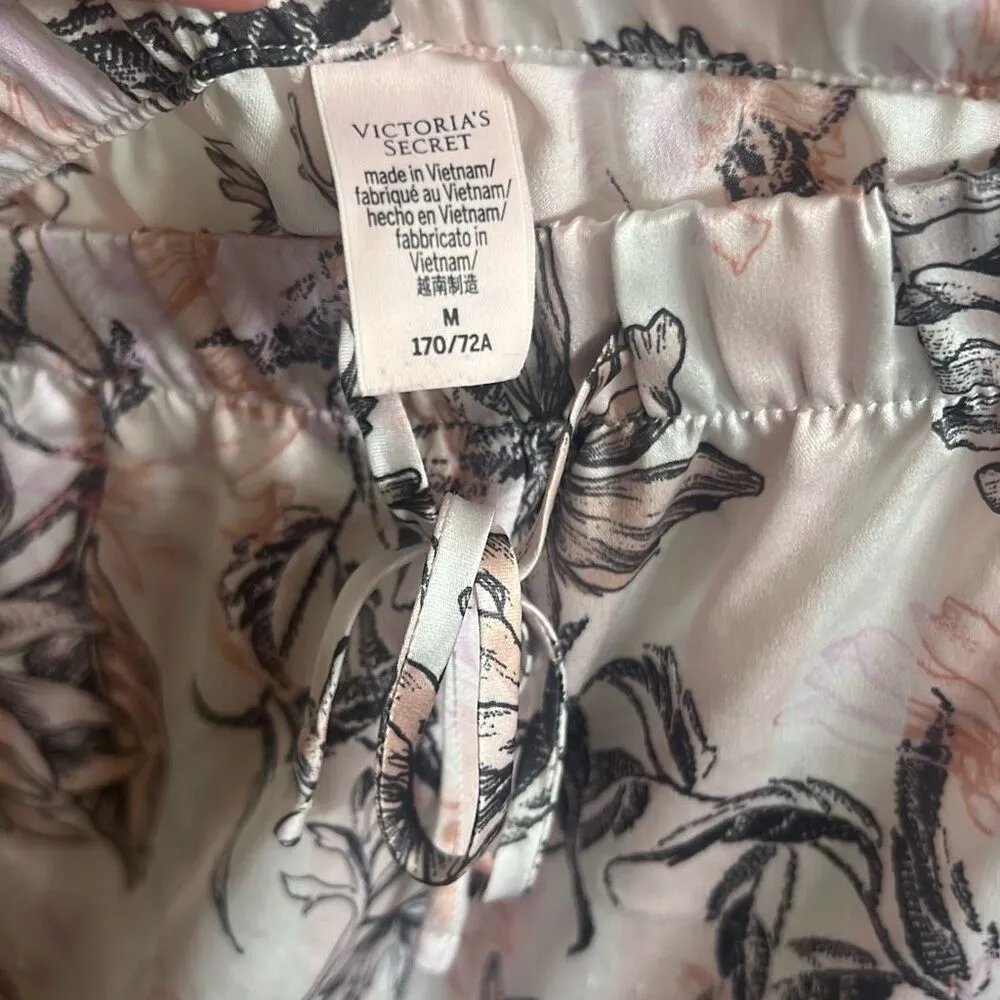 VICTORIA'S
SECRET
made in Vietnam/
fabriqué au Vietnam/
hecho en Vietnam/
fabbricato in
Vietnam/
越南制造
M
170/72A